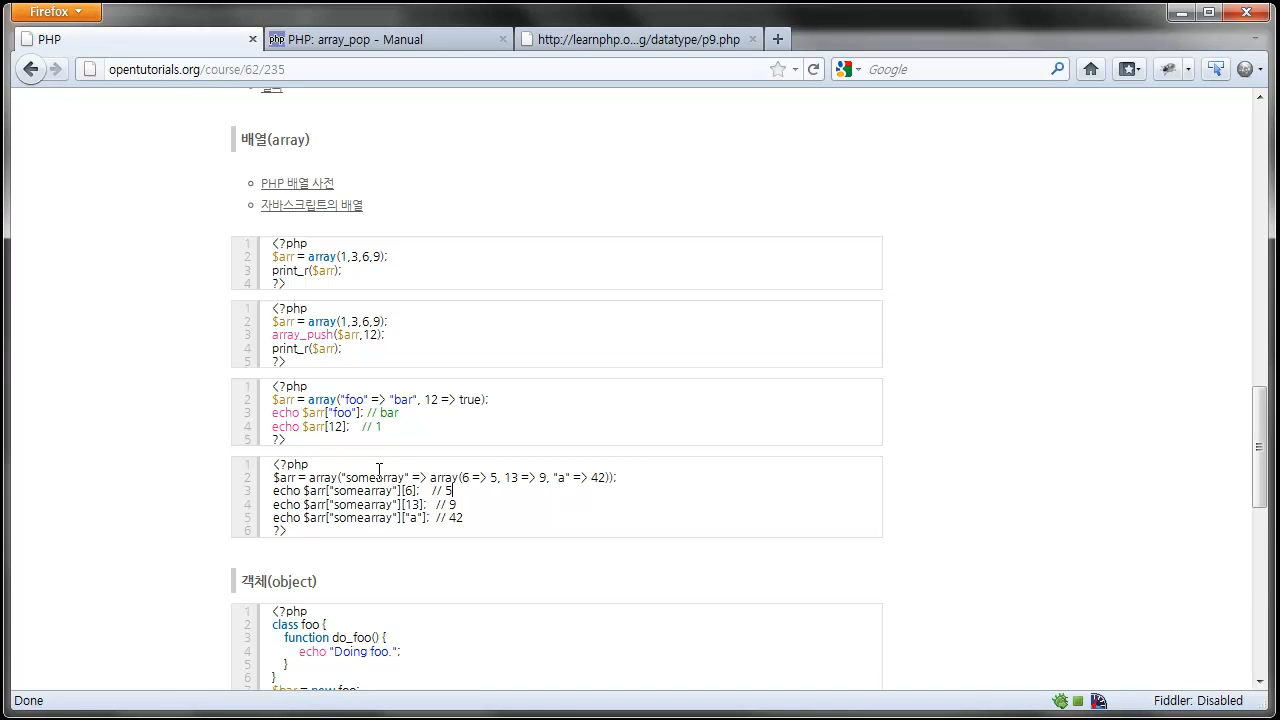 Firefox
PHP
PHP: array_pop - Manual
http://learnphp.o...g/datatype/p9.php
opentutorials.org/course/62/235
Google
배열(array)
PHP 배열 사전
자바스크립트의 배열
1 <?php
2 $arr = array(1,3,6,9);
3 print_r($arr);
4 ?>
1 <?php
2 $arr = array(1,3,6,9);
3 array_push($arr,12);
4 print_r($arr);
5 ?>
1 <?php
2 $arr = array("foo" => "bar", 12 => true);
3 echo $arr["foo"]; // bar
4 echo $arr[12]; // 1
5 ?>
1 <?php
2 $arr = array("somearray" => array(6 => 5, 13 => 9, "a" => 42));
3 echo $arr["somearray"][6]; // 5
4 echo $arr["somearray"][13]; // 9
5 echo $arr["somearray"]["a"]; // 42
6 ?>
객체(object)
1 <?php
2 class foo {
3 function do_foo() {
4 echo "Doing foo.";
5 }
6 }
7 $bar = new foo;
Done
Fiddler: Disabled